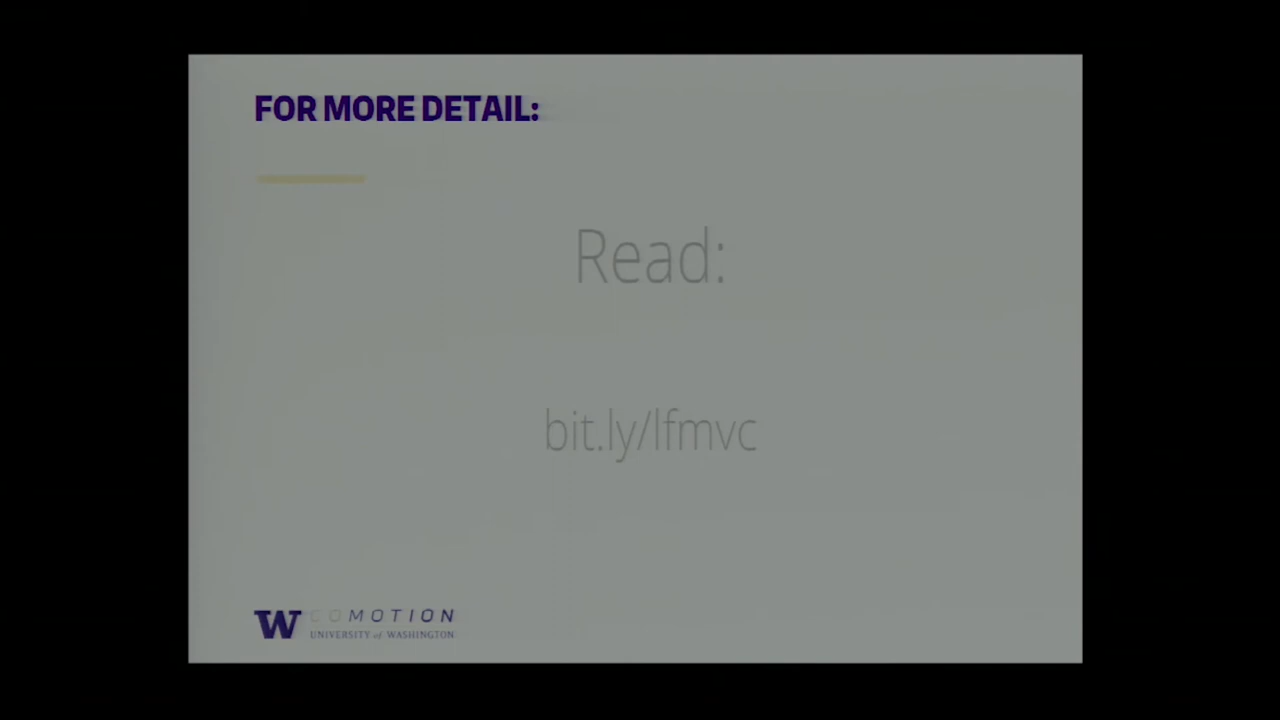 FOR MORE DETAIL:
Read:
bit.ly/lfmvc
W COMOTION
UNIVERSITY of WASHINGTON